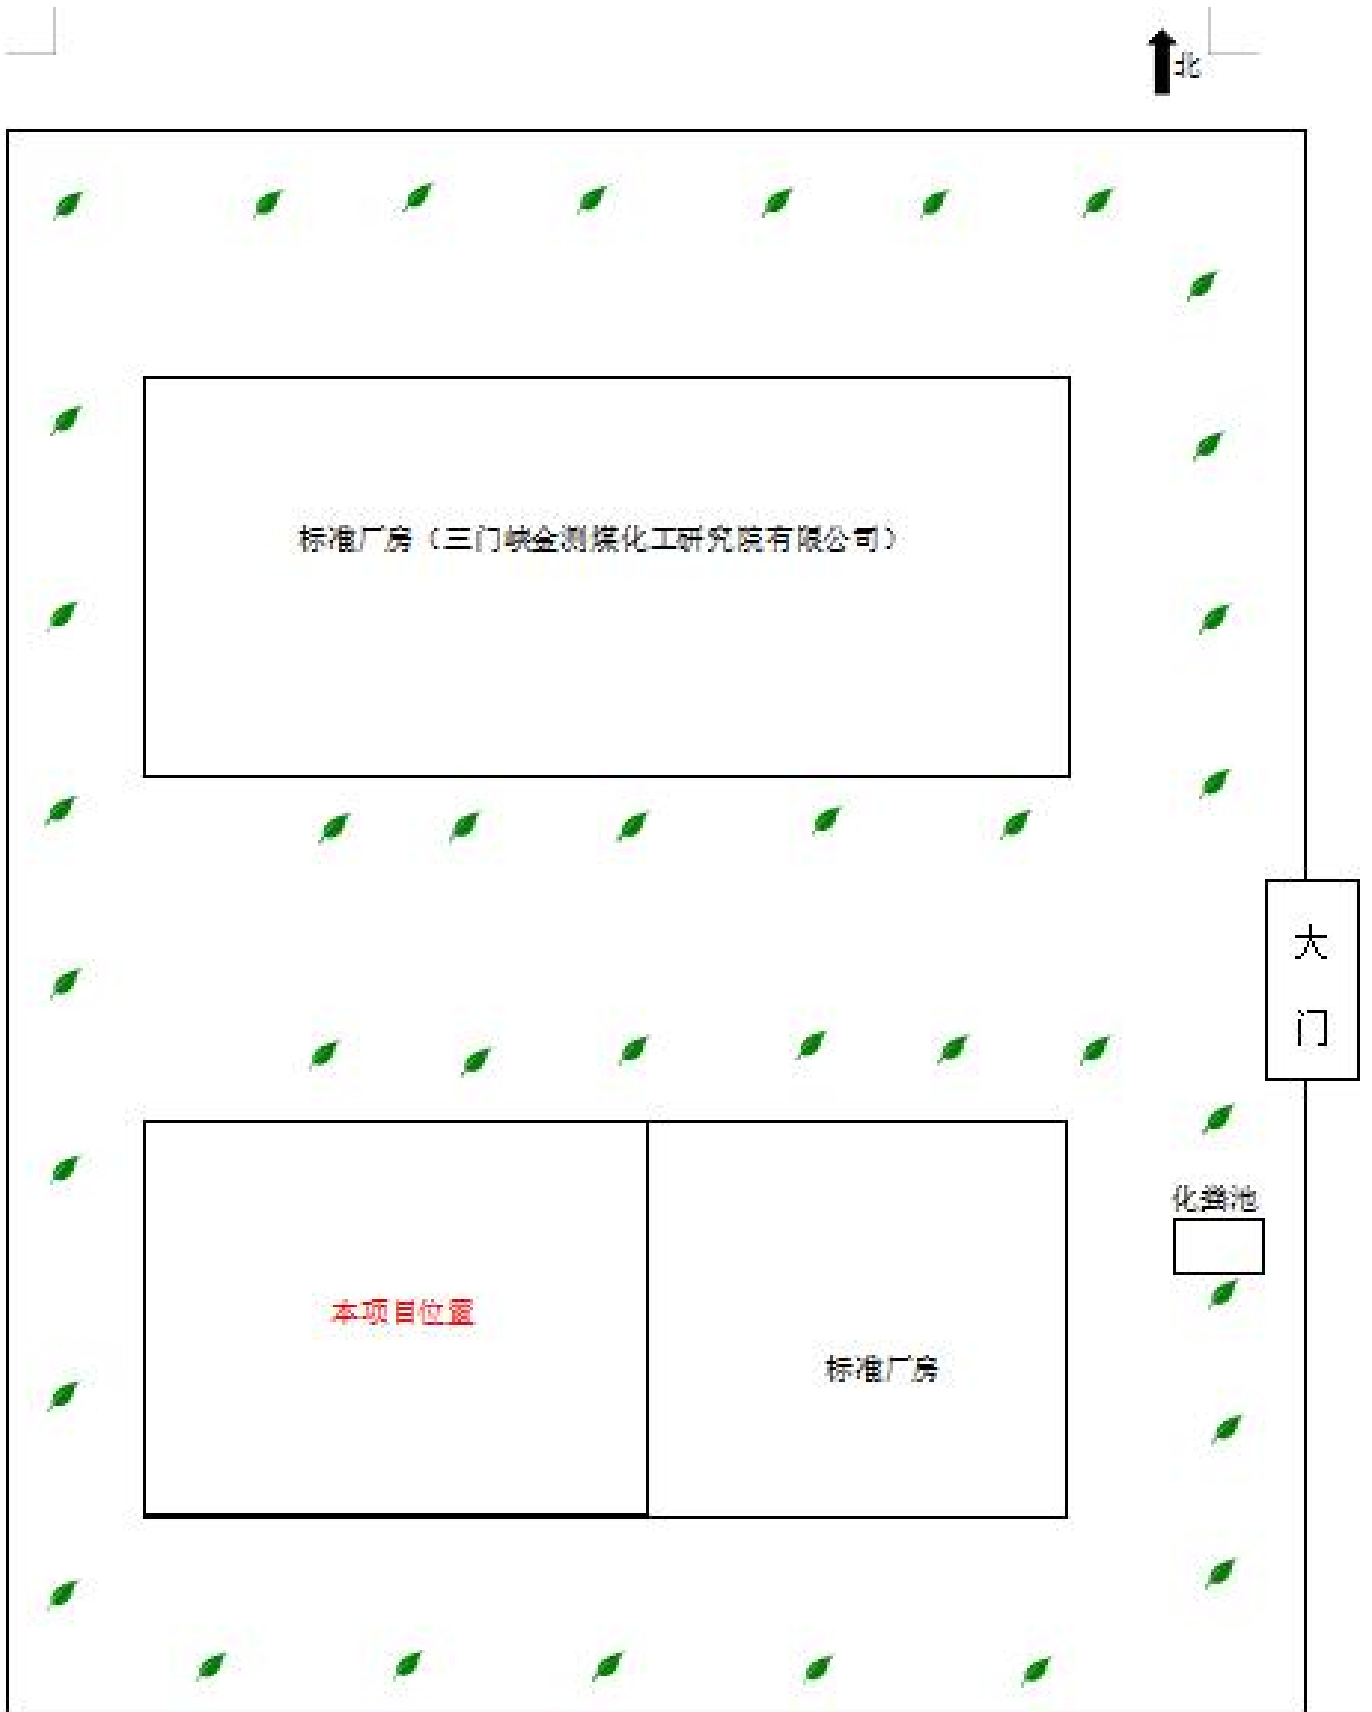 北
标准厂房（三门峡金测煤化工研究院有限公司）
大
门
化粪池
本项目位置
标准厂房